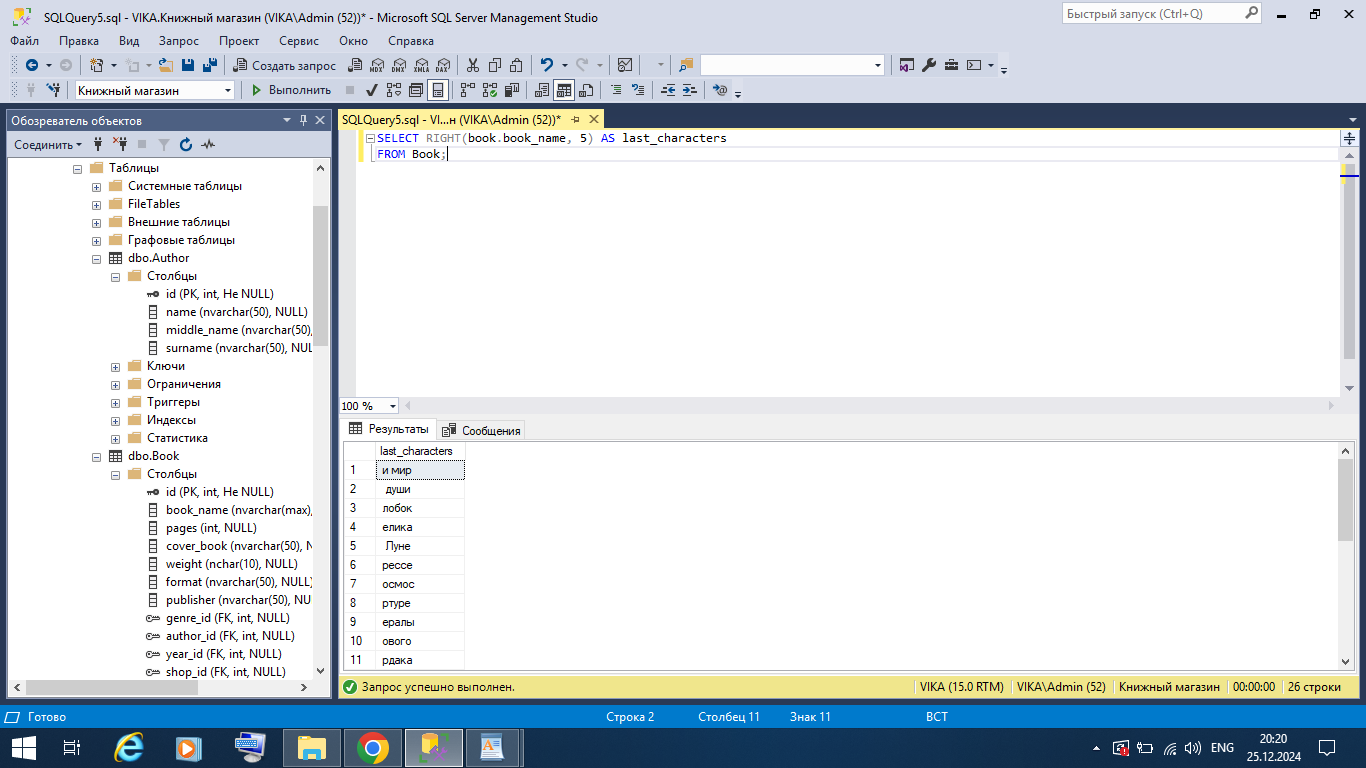 SQLQuery5.sql - VIKA.Книжный магазин (VIKA\Admin (52))* - Microsoft SQL Server Management Studio
Быстрый запуск (Ctrl+Q)
Файл Правка Вид Запрос Проект Сервис Окно Справка
Создать запрос MDX DMX XMLA DAX
Книжный магазин Выполнить
Обозреватель объектов
SQLQuery5.sql - VI...н (VIKA\Admin (52))*
Соединить
SELECT RIGHT(book.book_name, 5) AS last_characters
FROM Book;
Таблицы
Системные таблицы
FileTables
Внешние таблицы
Графовые таблицы
dbo.Author
Столбцы
id (PK, int, Не NULL)
name (nvarchar(50), NULL)
middle_name (nvarchar(50),
surname (nvarchar(50), NUL
Ключи
Ограничения
Триггеры
Индексы
Статистика
dbo.Book
Столбцы
id (PK, int, Не NULL)
book_name (nvarchar(max),
pages (int, NULL)
cover_book (nvarchar(50), N
weight (nchar(10), NULL)
format (nvarchar(50), NULL)
publisher (nvarchar(50), NU
genre_id (FK, int, NULL)
author_id (FK, int, NULL)
year_id (FK, int, NULL)
shop_id (FK, int, NULL)
100 %
Результаты Сообщения
last_characters
1 и мир
2 души
3 лобок
4 елика
5 Луне
6 рессе
7 осмос
8 ртуре
9 ералы
10 ового
11 рдака
Запрос успешно выполнен. VIKA (15.0 RTM) VIKA\Admin (52) Книжный магазин 00:00:00 26 строки
Готово Строка 2 Столбец 11 Знак 11 ВСТ
ENG 20:20
25.12.2024